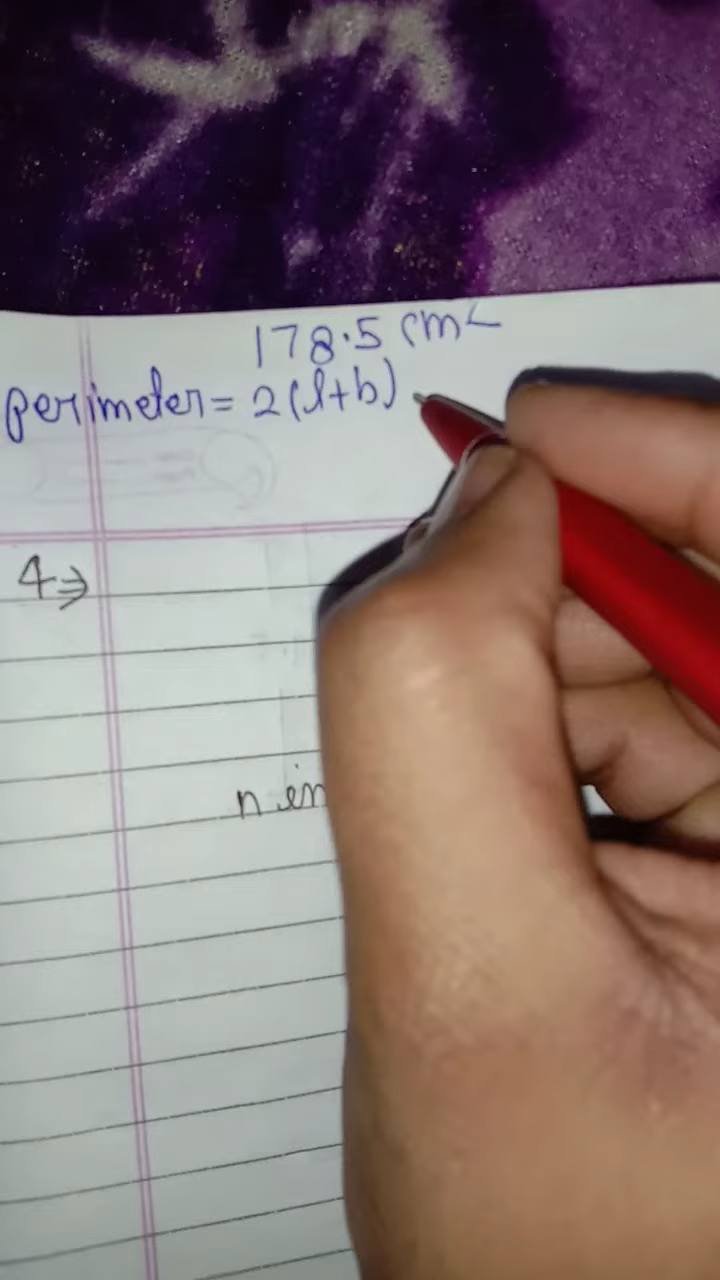 178.5 cm²
perimeter = 2(l+b)
4⇒
n